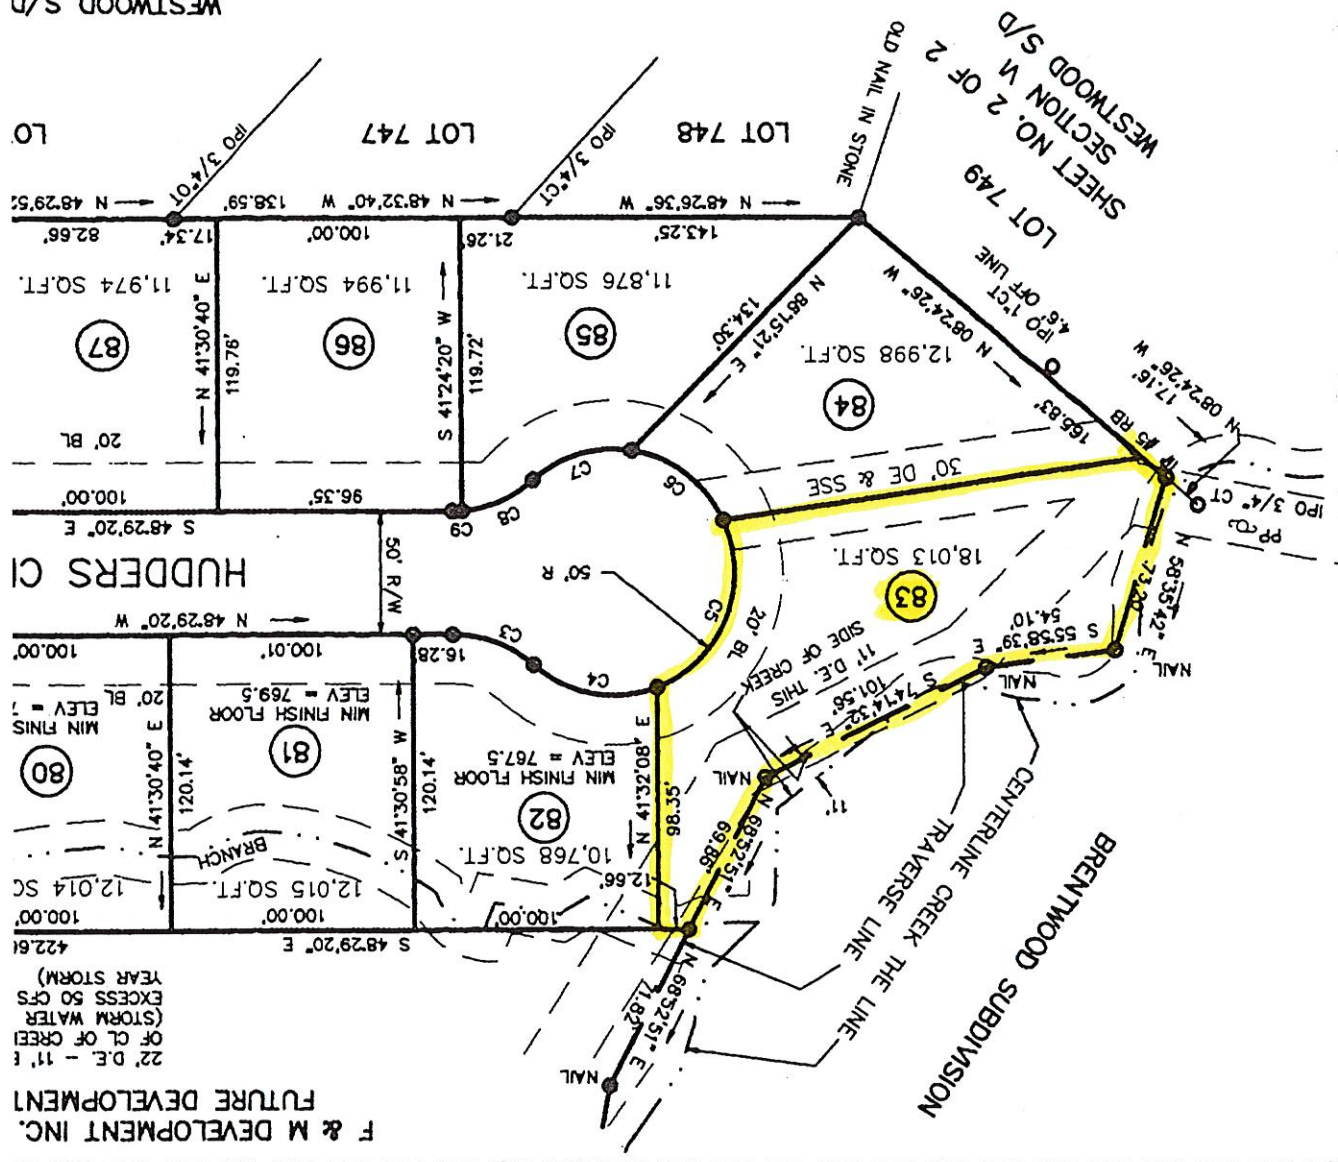 F & M DEVELOPMENT INC.
FUTURE DEVELOPMENT
22' D.E. - 11' E
OF CL OF CREE
(STORM WATER
EXCESS 50 CFS
YEAR STORM)
422.6
S 48°29'20" E
100.00'
100.00'
100.00'
12.66'
12,014 SQ
12,015 SQ.FT.
10,768 SQ.FT.
BRANCH
80
81
82
MIN FINIS
ELEV = 7
MIN FINISH FLOOR
ELEV = 769.5
MIN FINISH FLOOR
ELEV = 767.5
N 41°30'40" E
120.14'
S 41°30'58" W
120.14'
N 41°32'08" E
98.35'
20' BL
100.00'
100.01'
16.28'
N 48°29'20" W
C3
C4
C5
C6
C7
C8
C9
HUDDERS CI
50' R/W
50' R
20' BL
S 48°29'20" E
100.00'
96.35'
20' BL
N 41°30'40" E
119.78'
S 41°24'20" W
119.72'
87
11,974 SQ.FT.
86
11,994 SQ.FT.
85
11,876 SQ.FT.
84
12,998 SQ.FT.
83
18,013 SQ.FT.
30' DE & SSE
11' D.E. THIS
SIDE OF CREEK
82.66'
17.34'
100.00'
21.26'
143.25'
N 48°29'52
138.59'
N 48°32'40" W
N 48°26'36" W
N 88°15'21" E
134.30'
N 08°24'26" W
165.83'
#5 RB
17.16'
N 08°24'26" W
IPO 1"CT
4.6' OFF LINE
IPO 3/4" CT
PP
N 58°35'42" E
73.20'
S 55°58'39" E
54.10'
S 74°14'32" E
101.56'
N 68°52'51" E
69.86'
N 68°52'51" E
71.82'
11'
NAIL
NAIL
NAIL
NAIL
CENTERLINE CREEK THE LINE
TRAVERSE LINE
BRENTWOOD SUBDIVISION
IPO 3/4"OT
IPO 3/4"CT
OLD NAIL IN STONE
LO
LOT 747
LOT 748
LOT 749
SHEET NO. 2 OF 2
SECTION VI
WESTWOOD S/D
WESTWOOD S/D